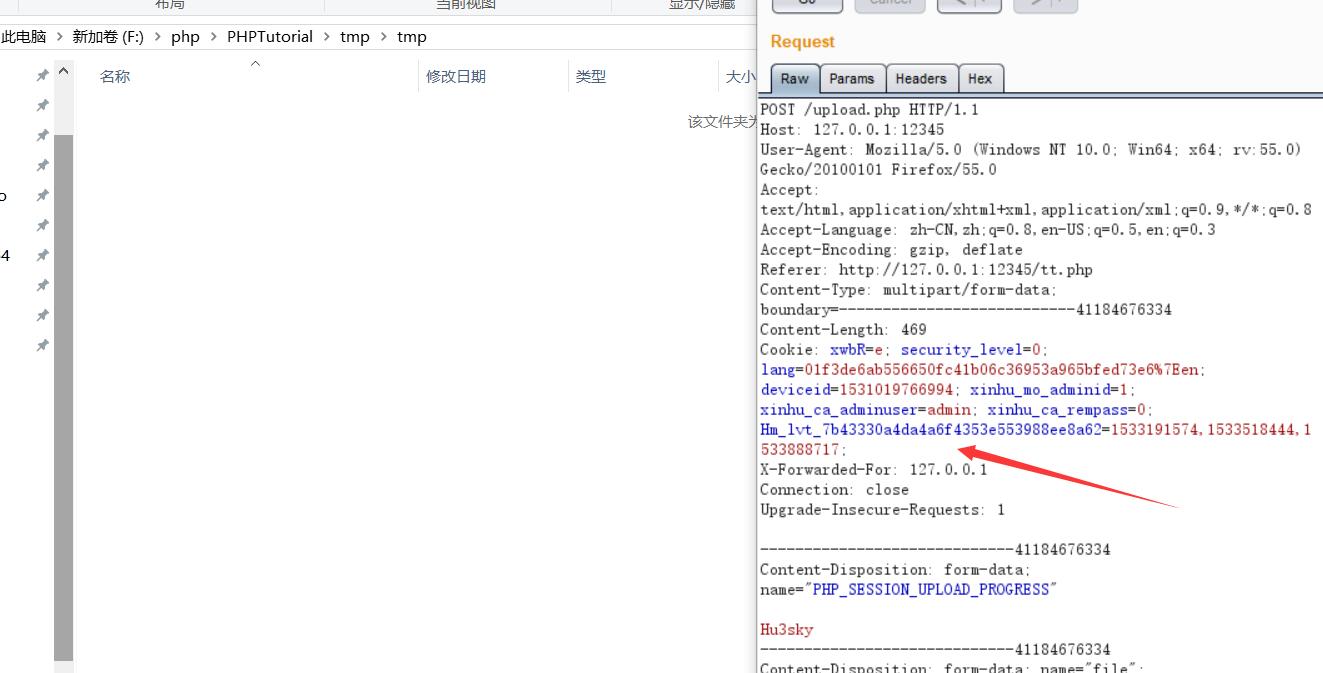 布局
当前视图
显示/隐藏
此电脑 > 新加卷 (F:) > php > PHPTutorial > tmp > tmp
名称
修改日期
类型
大小
该文件夹为
4
Go
Cancel
<
>
Request
Raw
Params
Headers
Hex
POST /upload.php HTTP/1.1
Host: 127.0.0.1:12345
User-Agent: Mozilla/5.0 (Windows NT 10.0; Win64; x64; rv:55.0)
Gecko/20100101 Firefox/55.0
Accept:
text/html,application/xhtml+xml,application/xml;q=0.9,*/*;q=0.8
Accept-Language: zh-CN,zh;q=0.8,en-US;q=0.5,en;q=0.3
Accept-Encoding: gzip, deflate
Referer: http://127.0.0.1:12345/tt.php
Content-Type: multipart/form-data;
boundary=---------------------------41184676334
Content-Length: 469
Cookie: xwbR=e; security_level=0;
lang=01f3de6ab556650fc41b06c36953a965bfed73e6%7Een;
deviceid=1531019766994; xinhu_mo_adminid=1;
xinhu_ca_adminuser=admin; xinhu_ca_rempass=0;
Hm_lvt_7b43330a4da4a6f4353e553988ee8a62=1533191574,1533518444,1
533888717;
X-Forwarded-For: 127.0.0.1
Connection: close
Upgrade-Insecure-Requests: 1
-----------------------------41184676334
Content-Disposition: form-data;
name="PHP_SESSION_UPLOAD_PROGRESS"
Hu3sky
-----------------------------41184676334
Content-Disposition: form-data; name="file";